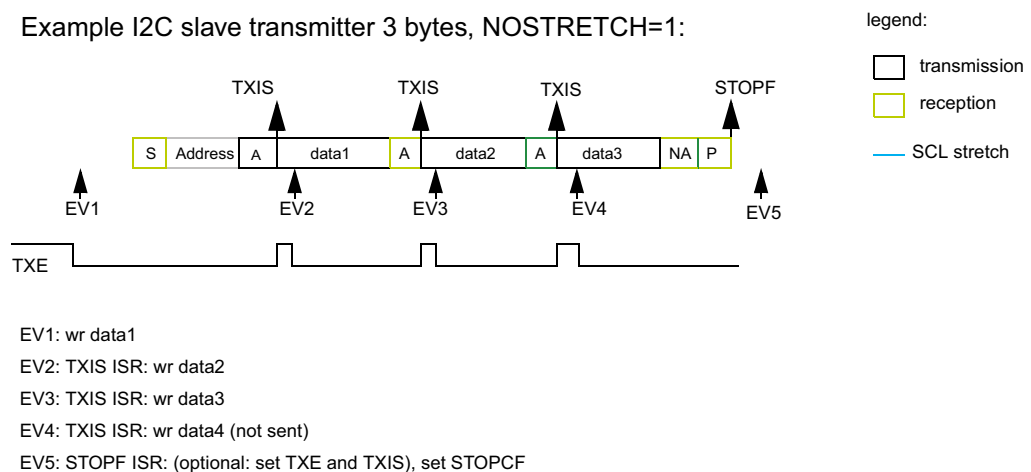 Example I2C slave transmitter 3 bytes, NOSTRETCH=1:
legend:
transmission
reception
SCL stretch
TXIS TXIS TXIS STOPF
S Address A data1 A data2 A data3 NA P
EV1 EV2 EV3 EV4 EV5
TXE
EV1: wr data1
EV2: TXIS ISR: wr data2
EV3: TXIS ISR: wr data3
EV4: TXIS ISR: wr data4 (not sent)
EV5: STOPF ISR: (optional: set TXE and TXIS), set STOPCF